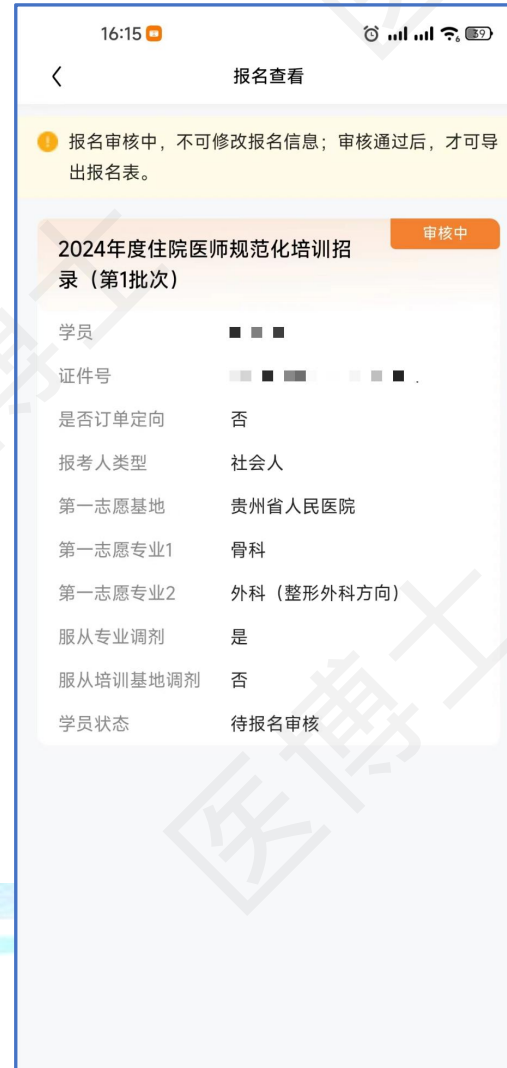 16:15
39
报名查看
报名审核中，不可修改报名信息；审核通过后，才可导
出报名表。
审核中
2024年度住院医师规范化培训招
录（第1批次）
学员
证件号
是否订单定向 否
报考人类型 社会人
第一志愿基地 贵州省人民医院
第一志愿专业1 骨科
第一志愿专业2 外科（整形外科方向）
服从专业调剂 是
服从培训基地调剂 否
学员状态 待报名审核
医博士